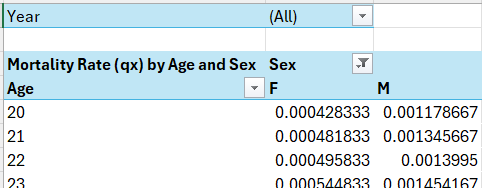 Year (All)
Mortality Rate (qx) by Age and Sex Sex
Age F M
20 0.000428333 0.001178667
21 0.000481833 0.001345667
22 0.000495833 0.0013995
23 0.000544833 0.001454167